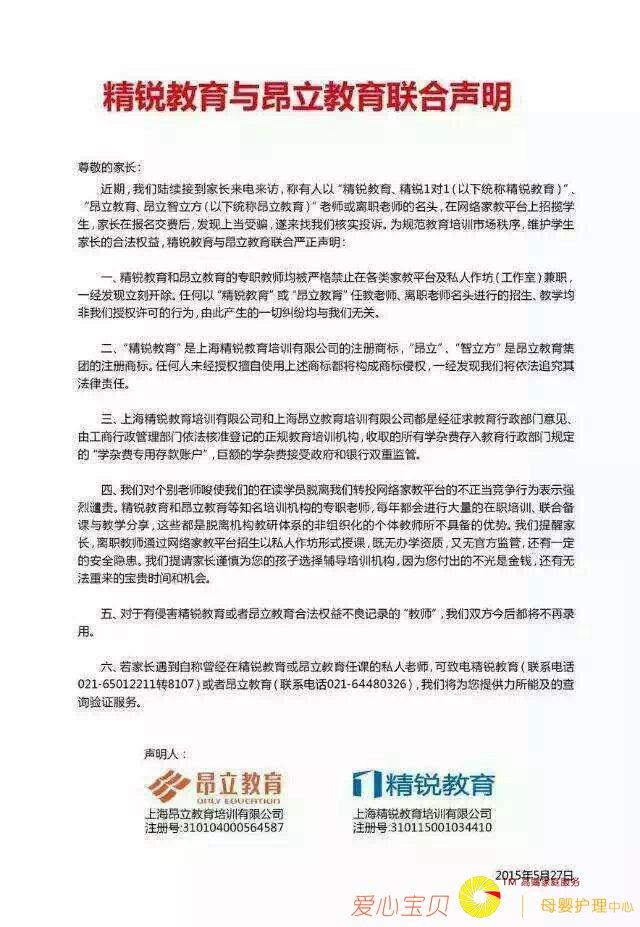 精锐教育与昂立教育联合声明
尊敬的家长：
近期，我们陆续接到家长来电来访，称有人以“精锐教育、精锐1对1(以下统称精锐教育)”、
“昂立教育、昂立智立方(以下统称昂立教育)”老师或离职老师的名头，在网络家教平台上招揽学
生，家长在报名交费后，发现上当受骗，遂来找我们核实投诉。为规范教育培训市场秩序，维护学生
家长的合法权益，精锐教育与昂立教育联合严正声明：
一、精锐教育和昂立教育的专职教师均被严格禁止在各类家教平台及私人作坊(工作室)兼职，
一经发现立刻开除。任何以“精锐教育”或“昂立教育”任教老师、离职老师名头进行的招生、教学均
非我们授权许可的行为，由此产生的一切纠纷均与我们无关。
二、“精锐教育”是上海精锐教育培训有限公司的注册商标，“昂立”、“智立方”是昂立教育集
团的注册商标。任何人未经授权擅自使用上述商标都将构成商标侵权，一经发现我们将依法追究其
法律责任。
三、上海精锐教育培训有限公司和上海昂立教育培训有限公司都是经征求教育行政部门意见、
由工商行政管理部门依法核准登记的正规教育培训机构，收取的所有学杂费存入教育行政部门规定
的“学杂费专用存款账户”，巨额的学杂费接受政府和银行双重监管。
四、我们对个别老师唆使我们的在读学员脱离我们转投网络家教平台的不正当竞争行为表示强
烈谴责。精锐教育和昂立教育等知名培训机构的专职老师，每年都会进行大量的在职培训、联合备
课与教学分享，这些都是脱离机构教研体系的非组织化的个体教师所不具备的优势。我们提醒家
长，离职教师通过网络家教平台招生以私人作坊形式授课，既无办学资质，又无官方监管，还有一定
的安全隐患。我们提请家长谨慎为您的孩子选择辅导培训机构，因为您付出的不光是金钱，还有无
法重来的宝贵时间和机会。
五、对于有侵害精锐教育或者昂立教育合法权益不良记录的“教师”，我们双方今后都将不再录
用。
六、若家长遇到自称曾经在精锐教育或昂立教育任课的私人老师，可致电精锐教育(联系电话
021-65012211转8107)或者昂立教育(联系电话021-64480326)，我们将为您提供力所能及的查
询验证服务。
声明人：
昂立教育 精锐教育
ONLY EDUCATION
上海昂立教育培训有限公司 上海精锐教育培训有限公司
注册号:310104000564587 注册号:310115001034410
2015年5月27日
TM 高端家庭服务
爱心宝贝 母婴护理中心